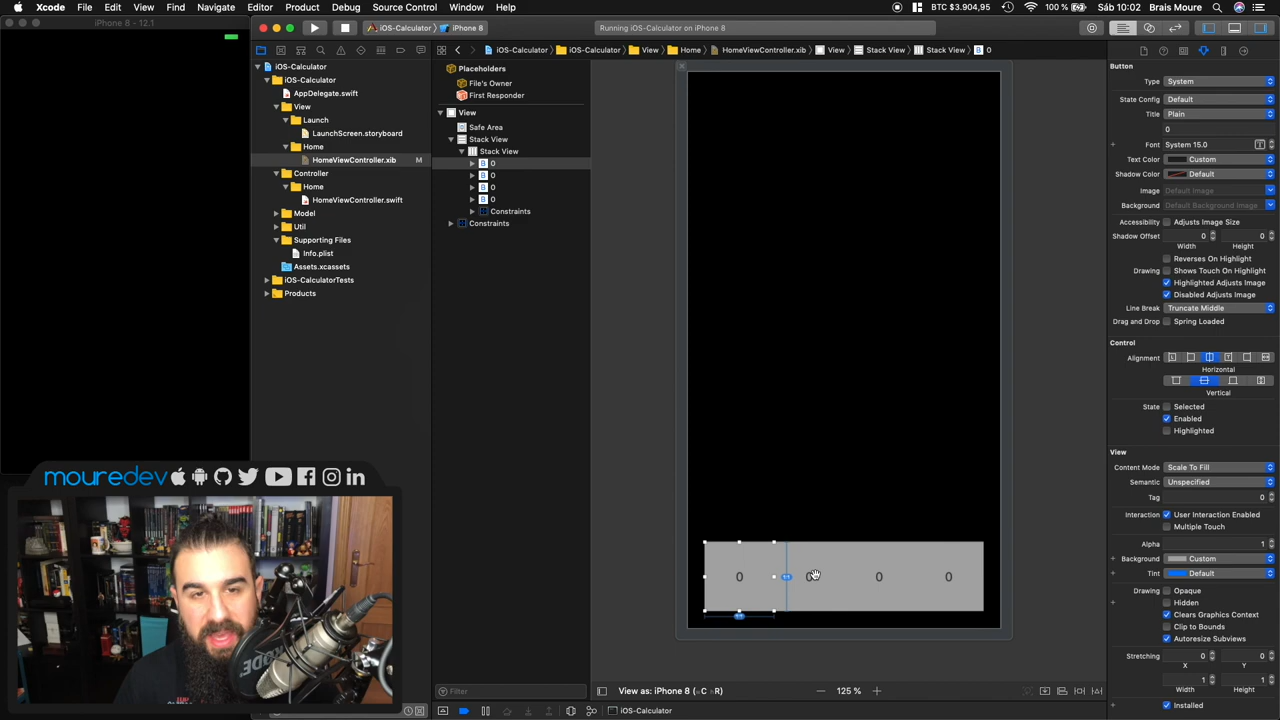 Xcode File Edit View Find Navigate Editor Product Debug Source Control Window Help
B: $3.904,95
100 %
Sáb 10:02 Brais Moure
iPhone 8 - 12.1
iOS-Calculator iPhone 8
Running iOS-Calculator on iPhone 8
iOS-Calculator
iOS-Calculator
View
Home
HomeViewController.xib
View
Stack View
Stack View
0
iOS-Calculator
iOS-Calculator
AppDelegate.swift
View
Launch
LaunchScreen.storyboard
Home
HomeViewController.xib M
Controller
Home
HomeViewController.swift
Model
Util
Supporting Files
Info.plist
Assets.xcassets
iOS-CalculatorTests
Products
Placeholders
File's Owner
First Responder
View
Safe Area
Stack View
Stack View
B 0
B 0
B 0
B 0
Constraints
Constraints
Filter
0 0 0 0
View as: iPhone 8 (wC hR)
125 %
iOS-Calculator
Button
Type System
State Config Default
Title Plain
0
Font System 15.0
Text Color Custom
Shadow Color Default
Image Default Image
Background Default Background Image
Accessibility Adjusts Image Size
Shadow Offset 0 0
Width Height
Reverses On Highlight
Drawing Shows Touch On Highlight
Highlighted Adjusts Image
Disabled Adjusts Image
Line Break Truncate Middle
Drag and Drop Spring Loaded
Control
Alignment
Horizontal
Vertical
State Selected
Enabled
Highlighted
View
Content Mode Scale To Fill
Semantic Unspecified
Tag 0
Interaction User Interaction Enabled
Multiple Touch
Alpha 1
Background Custom
Tint Default
Drawing Opaque
Hidden
Clears Graphics Context
Clip to Bounds
Autoresize Subviews
Stretching 0 0
X Y
1 1
Width Height
Installed
mouredev